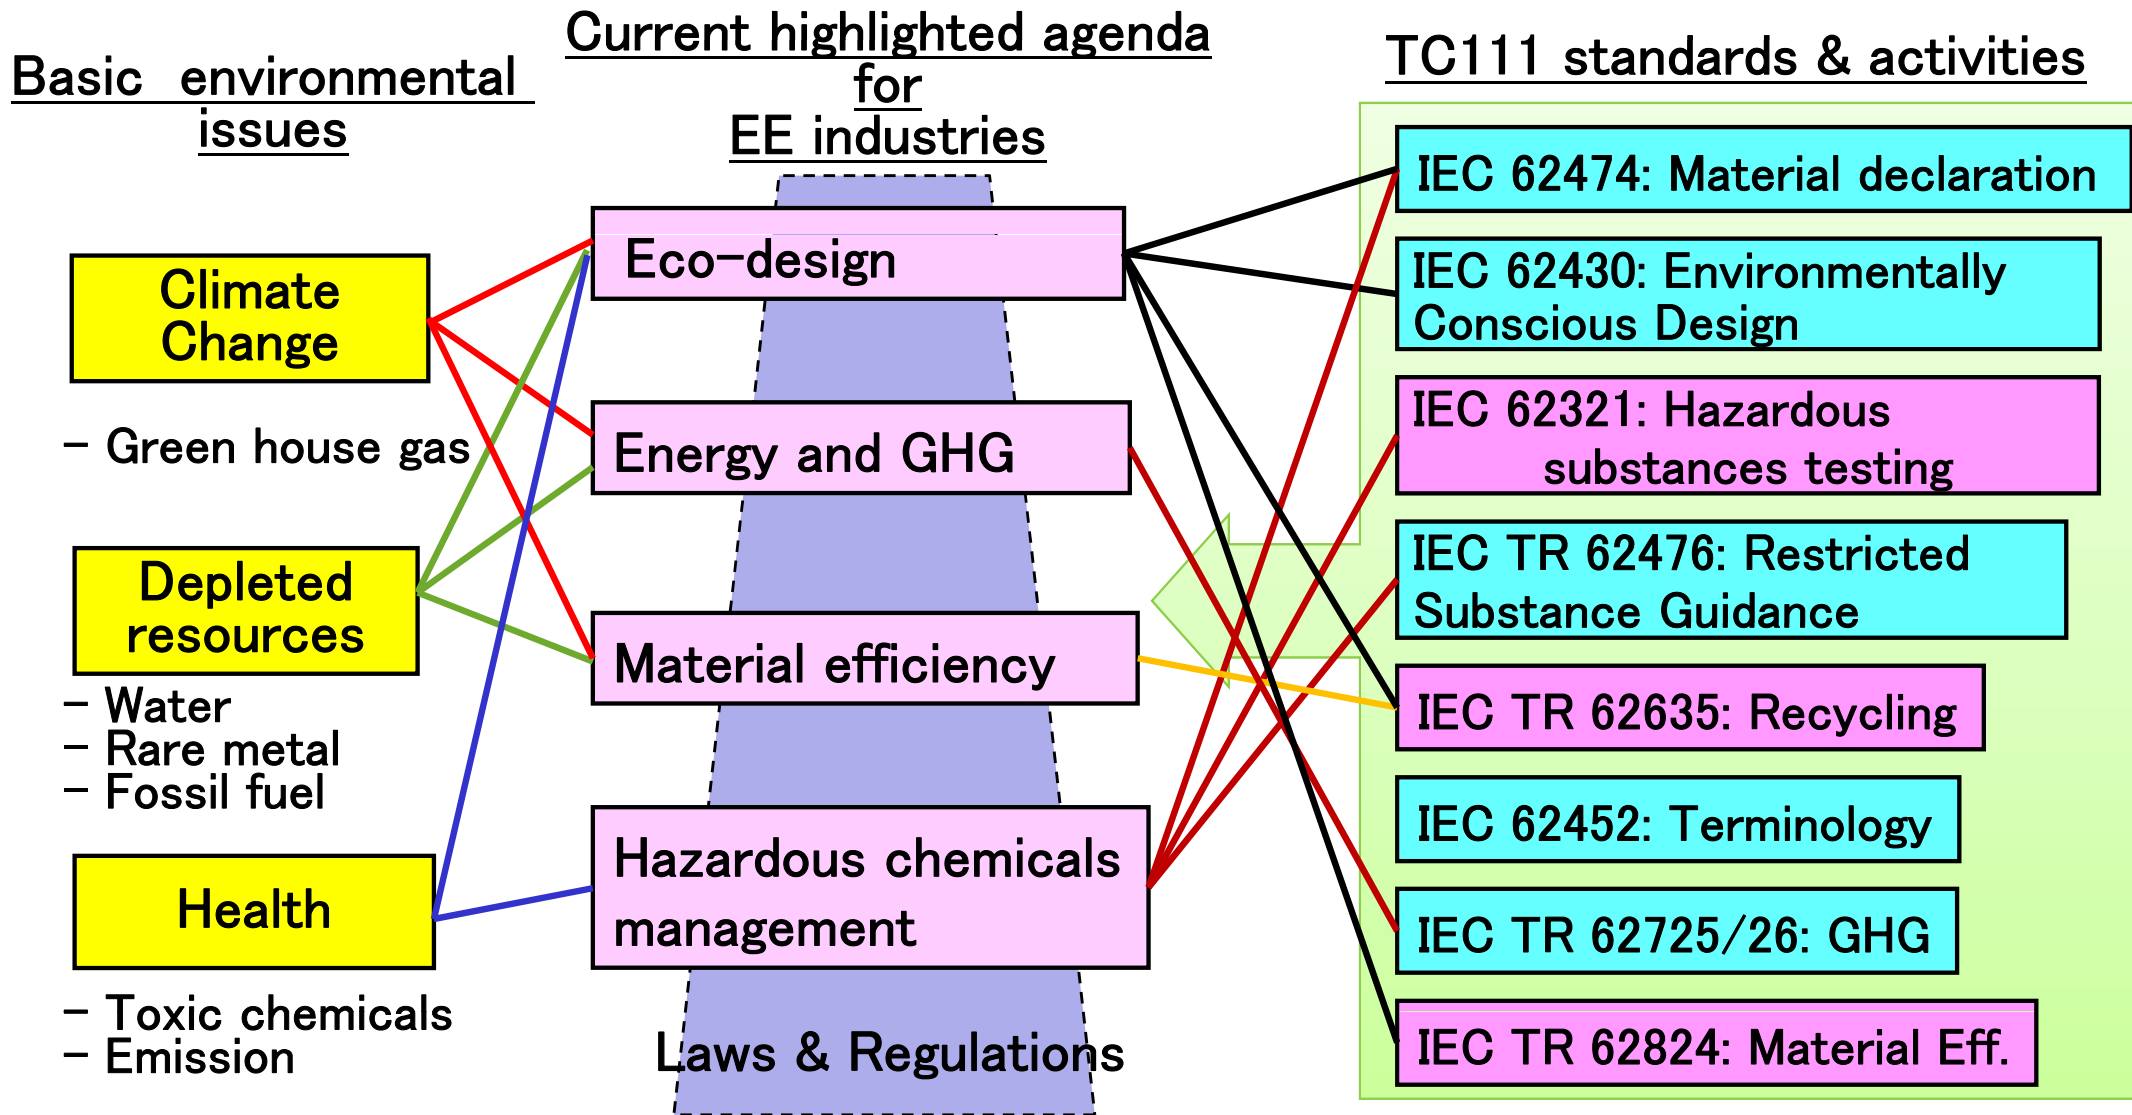 Basic environmental
issues
Current highlighted agenda
for
EE industries
TC111 standards & activities
Climate
Change
- Green house gas
Depleted
resources
- Water
- Rare metal
- Fossil fuel
Health
- Toxic chemicals
- Emission
Eco-design
Energy and GHG
Material efficiency
Hazardous chemicals
management
Laws & Regulations
IEC 62474: Material declaration
IEC 62430: Environmentally
Conscious Design
IEC 62321: Hazardous
substances testing
IEC TR 62476: Restricted
Substance Guidance
IEC TR 62635: Recycling
IEC 62452: Terminology
IEC TR 62725/26: GHG
IEC TR 62824: Material Eff.